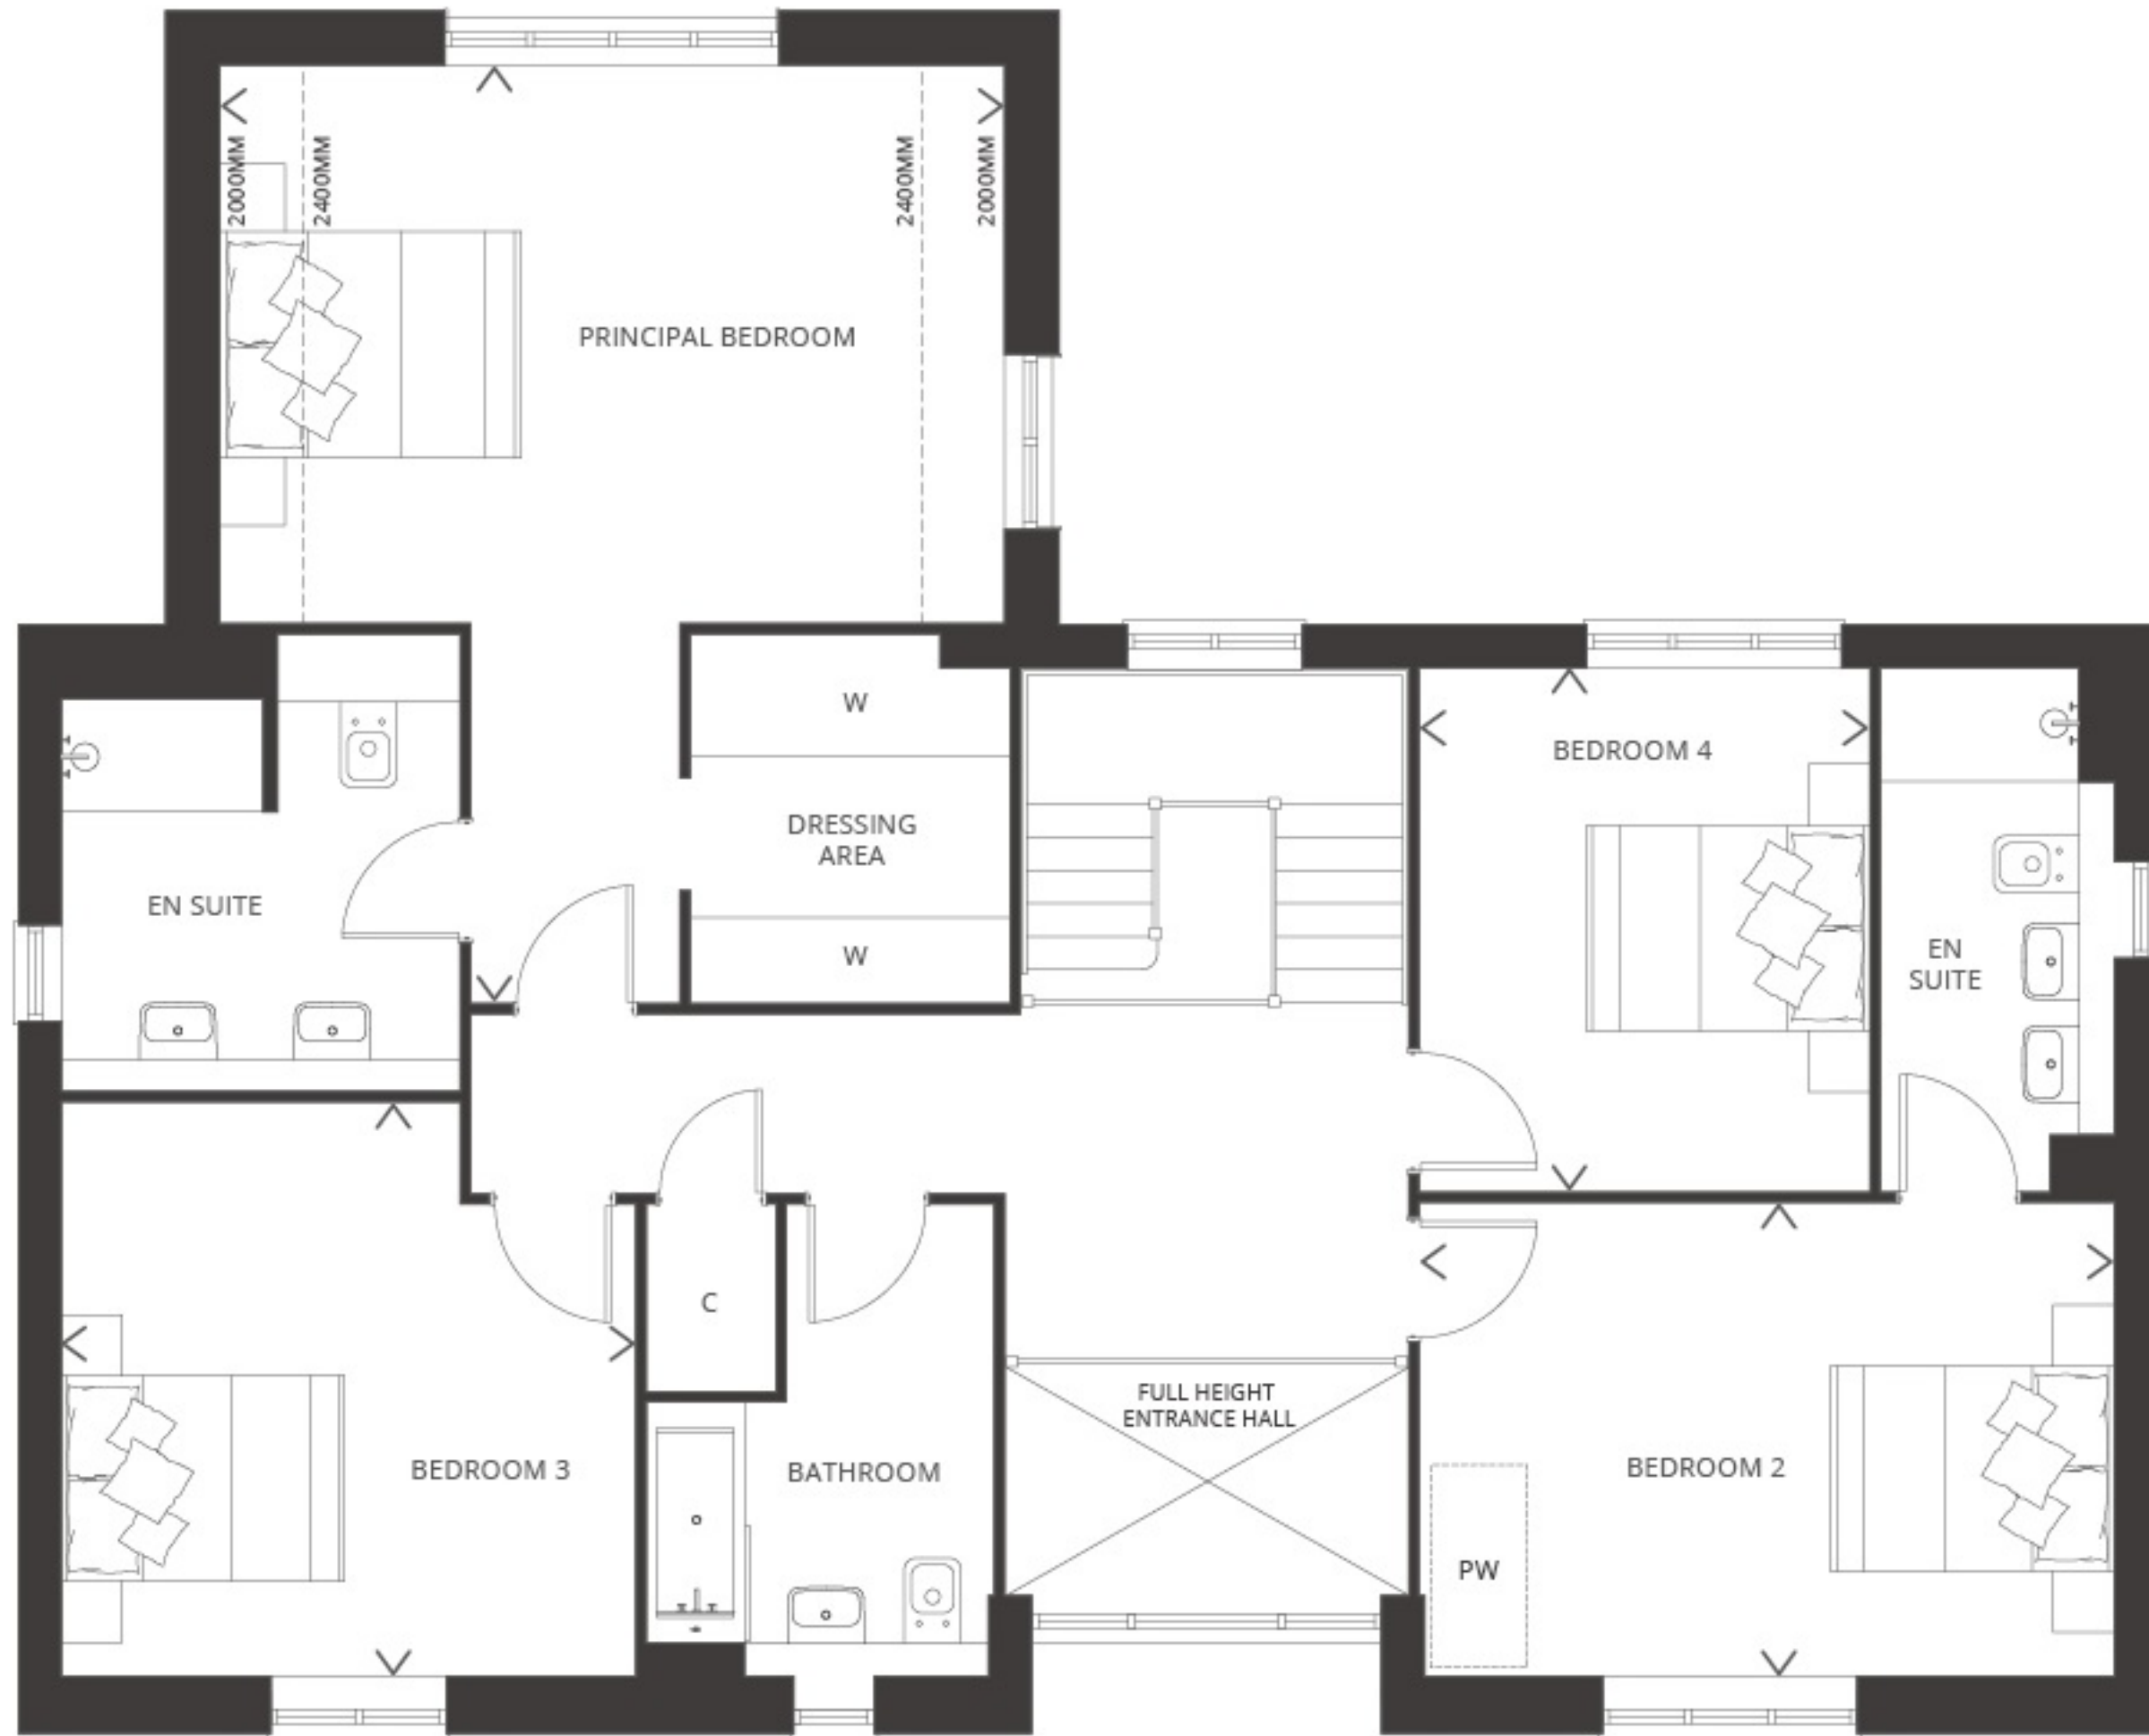 2000MM
2400MM
2400MM
2000MM
PRINCIPAL BEDROOM
W
DRESSING
AREA
W
EN SUITE
BEDROOM 4
EN
SUITE
C
BEDROOM 3
BATHROOM
FULL HEIGHT
ENTRANCE HALL
BEDROOM 2
PW